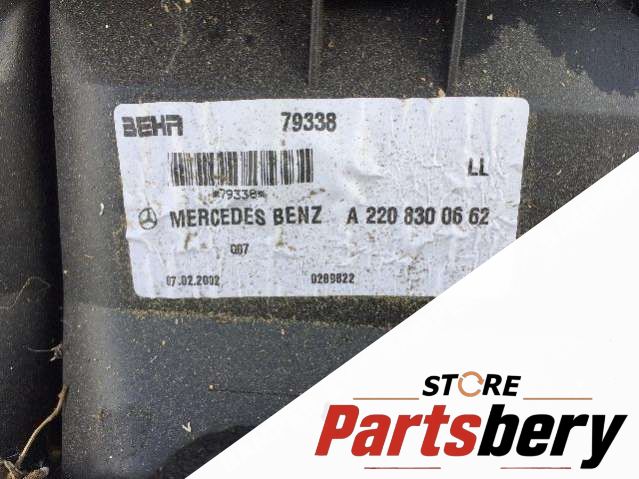 BEHR 79338
*79338* LL
MERCEDES BENZ A 220 830 06 62
G07
07.02.2002 0289822
STORE
Partsbery